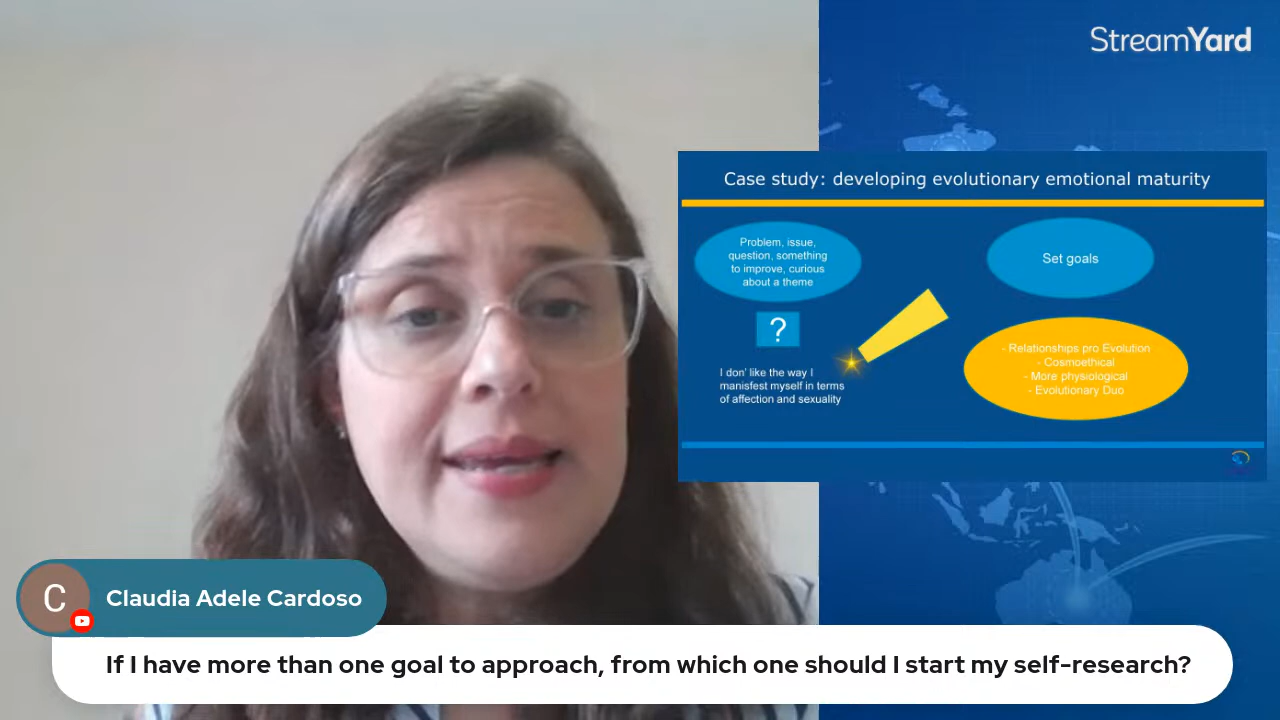 StreamYard
Case study: developing evolutionary emotional maturity
Problem, issue,
question, something
to improve, curious
about a theme
?
I don' like the way I
manisfest myself in terms
of affection and sexuality
Set goals
- Relationships pro Evolution
- Cosmoethical
- More physiological
- Evolutionary Duo
C
Claudia Adele Cardoso
If I have more than one goal to approach, from which one should I start my self-research?